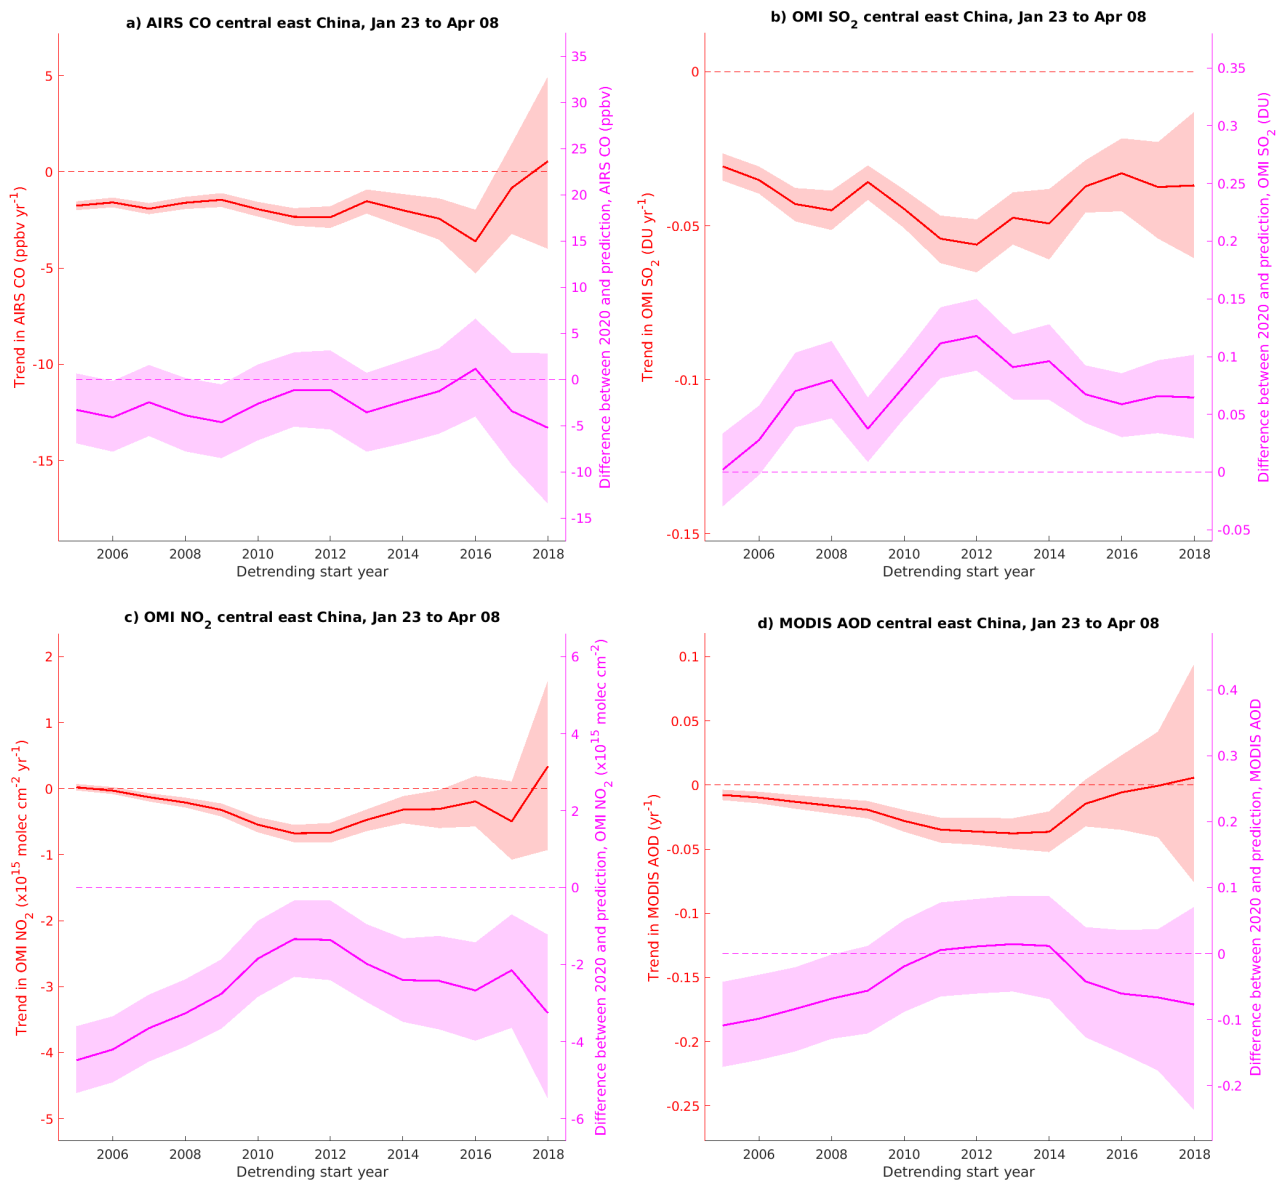 a) AIRS CO central east China, Jan 23 to Apr 08
5
0
-5
-10
-15
Trend in AIRS CO (ppbv yr-1)
35
30
25
20
15
10
5
0
-5
-10
-15
Difference between 2020 and prediction, AIRS CO (ppbv)
2006 2008 2010 2012 2014 2016 2018
Detrending start year
b) OMI SO2 central east China, Jan 23 to Apr 08
0
-0.05
-0.1
-0.15
Trend in OMI SO2 (DU yr-1)
0.35
0.3
0.25
0.2
0.15
0.1
0.05
0
-0.05
Difference between 2020 and prediction, OMI SO2 (DU)
2006 2008 2010 2012 2014 2016 2018
Detrending start year
c) OMI NO2 central east China, Jan 23 to Apr 08
2
1
0
-1
-2
-3
-4
-5
Trend in OMI NO2 (x1015 molec cm-2 yr-1)
6
4
2
0
-2
-4
-6
Difference between 2020 and prediction, OMI NO2 (x1015 molec cm-2)
2006 2008 2010 2012 2014 2016 2018
Detrending start year
d) MODIS AOD central east China, Jan 23 to Apr 08
0.1
0.05
0
-0.05
-0.1
-0.15
-0.2
-0.25
Trend in MODIS AOD (yr-1)
0.4
0.3
0.2
0.1
0
-0.1
-0.2
Difference between 2020 and prediction, MODIS AOD
2006 2008 2010 2012 2014 2016 2018
Detrending start year